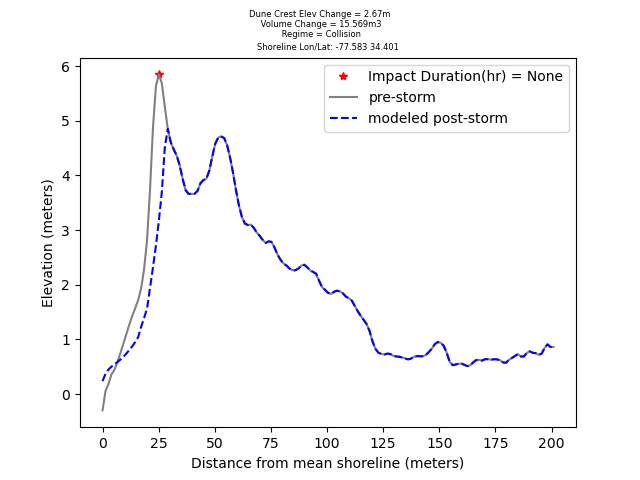 Dune Crest Elev Change = 2.67m
Volume Change = 15.569m3
Regime = Collision
Shoreline Lon/Lat: -77.583 34.401
Impact Duration(hr) = None
pre-storm
modeled post-storm
Elevation (meters)
6
5
4
3
2
1
0
0 25 50 75 100 125 150 175 200
Distance from mean shoreline (meters)